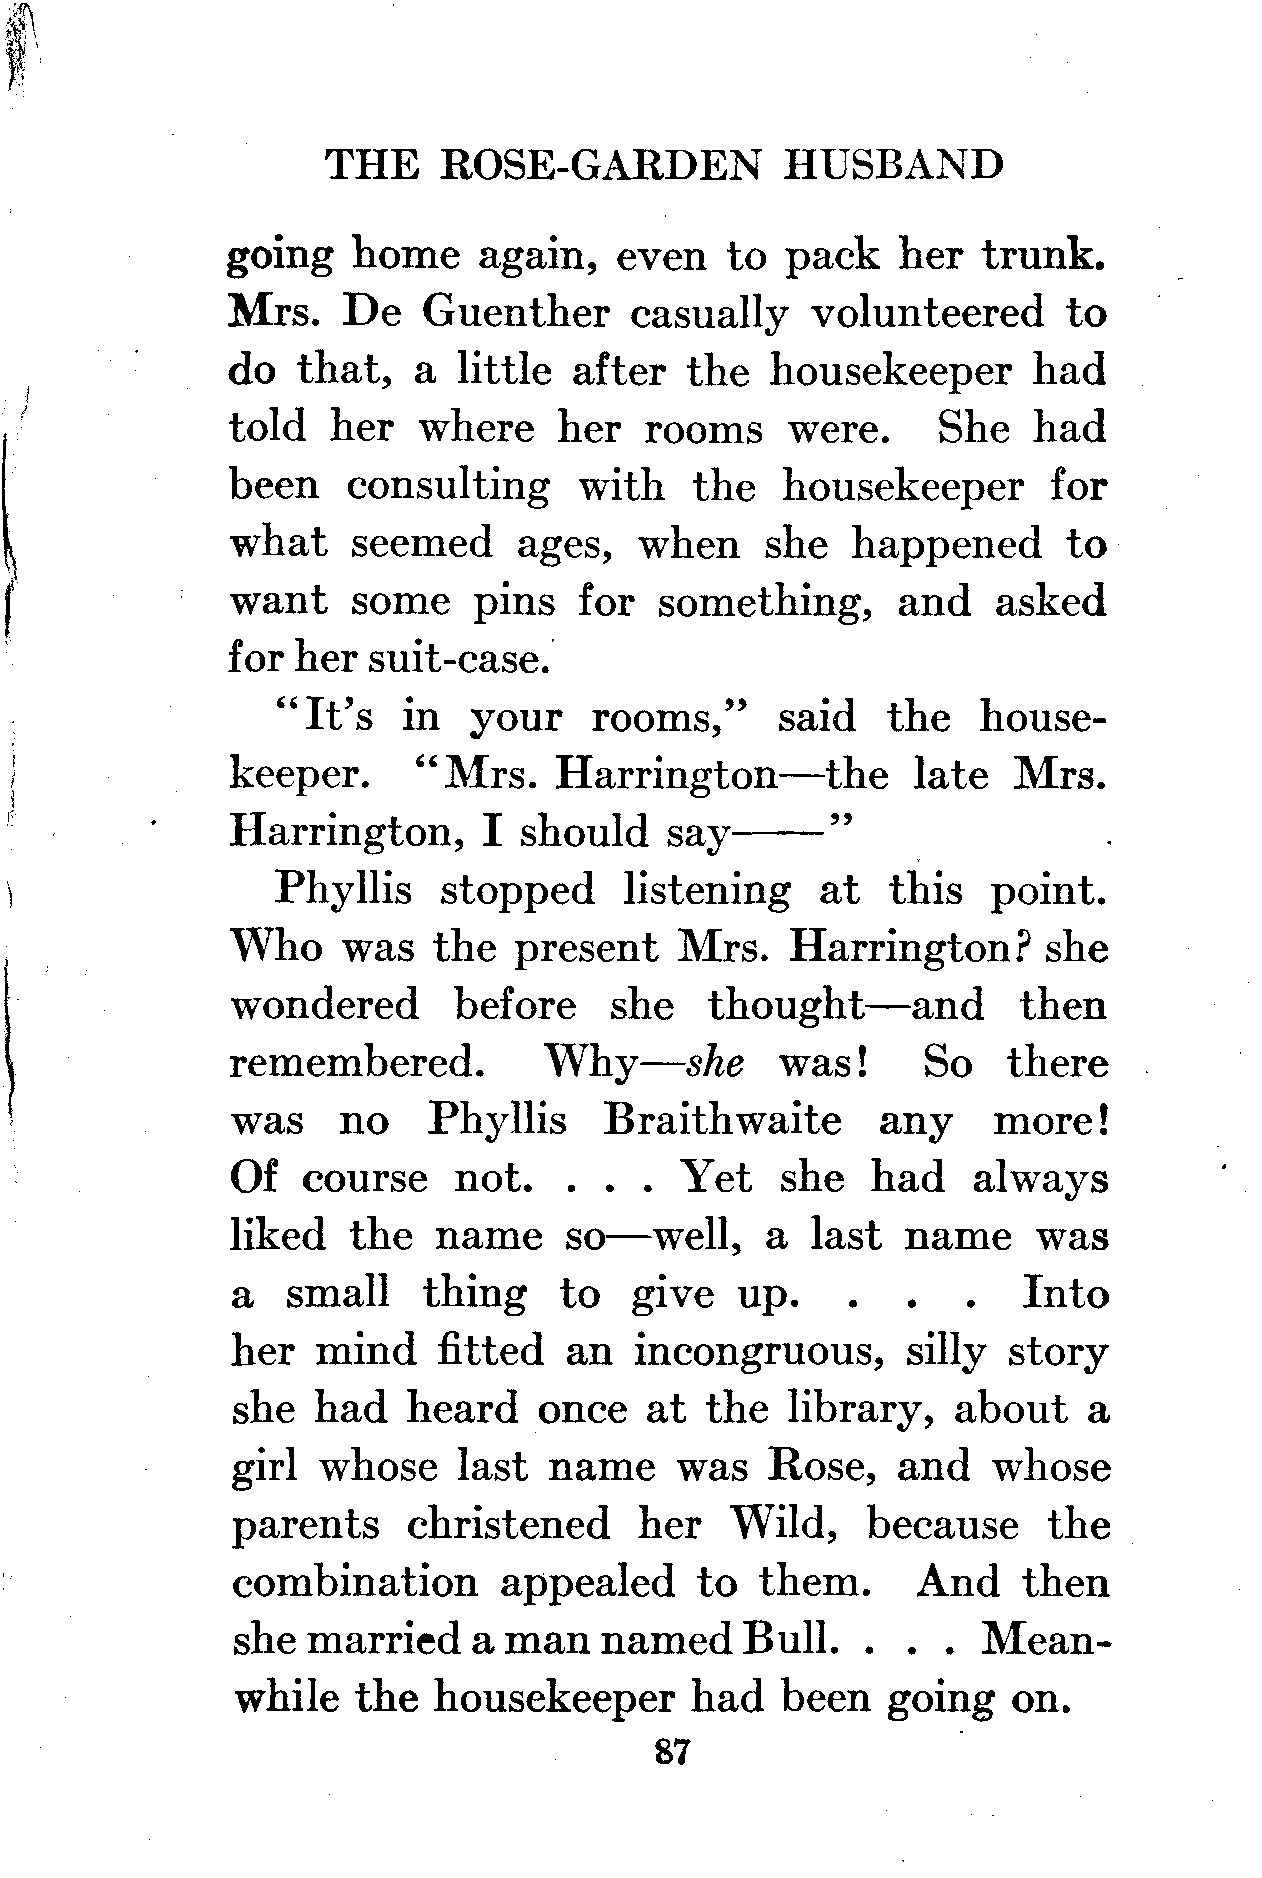 THE ROSE-GARDEN HUSBAND
going home again, even to pack her trunk.
Mrs. De Guenther casually volunteered to
do that, a little after the housekeeper had
told her where her rooms were. She had
been consulting with the housekeeper for
what seemed ages, when she happened to
want some pins for something, and asked
for her suit-case.
"It's in your rooms," said the house-
keeper. "Mrs. Harrington—the late Mrs.
Harrington, I should say——"
Phyllis stopped listening at this point.
Who was the present Mrs. Harrington? she
wondered before she thought—and then
remembered. Why—she was! So there
was no Phyllis Braithwaite any more!
Of course not. . . . Yet she had always
liked the name so—well, a last name was
a small thing to give up. . . . Into
her mind fitted an incongruous, silly story
she had heard once at the library, about a
girl whose last name was Rose, and whose
parents christened her Wild, because the
combination appealed to them. And then
she married a man named Bull. . . . Mean-
while the housekeeper had been going on.
87